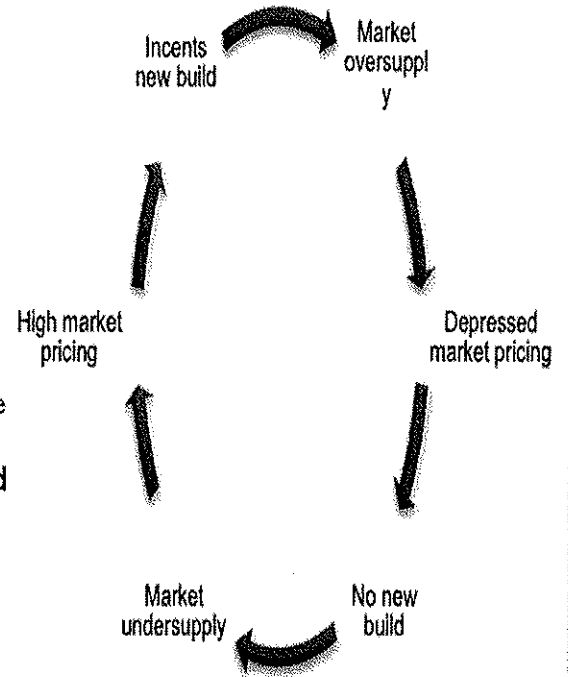 Incents
new build
Market
oversuppl
y
High market
pricing
Depressed
market pricing
e
d
Market
undersupply
No new
build